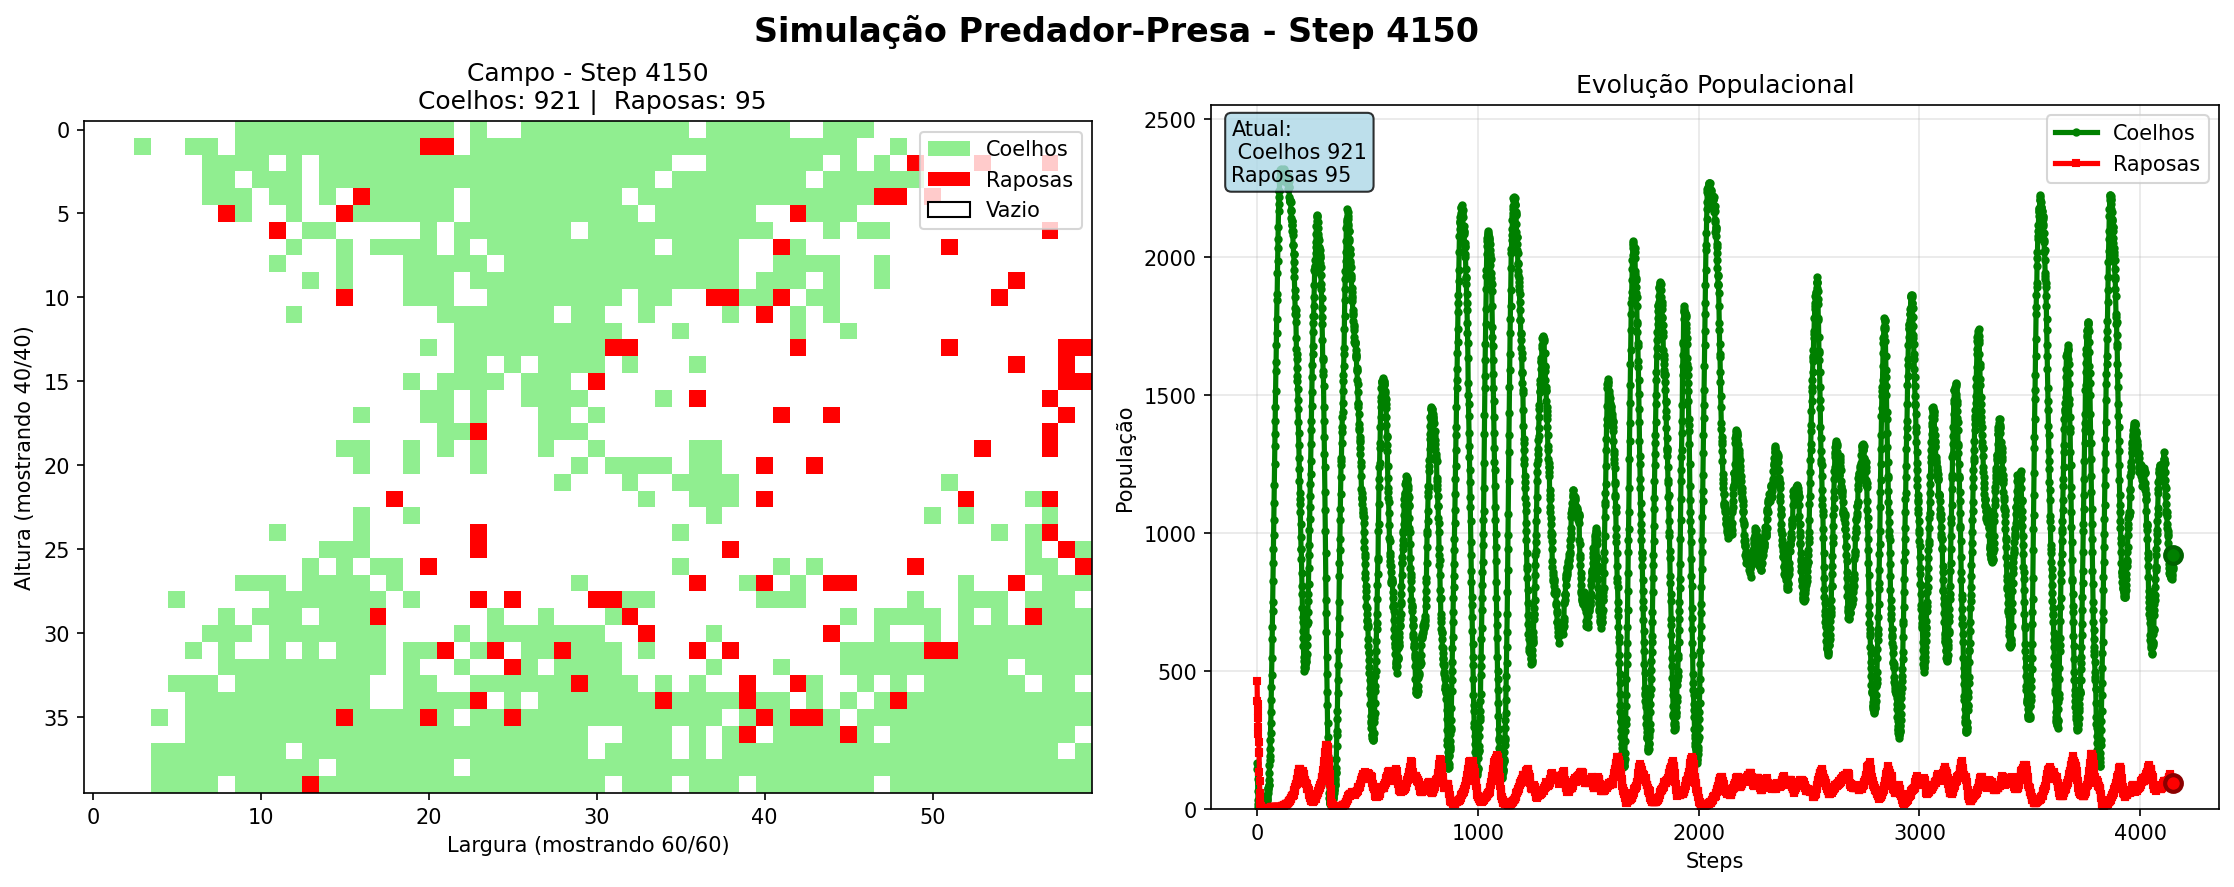 Simulação Predador-Presa - Step 4150
Campo - Step 4150
Coelhos: 921 |  Raposas: 95
Coelhos
Raposas
Vazio
0
5
10
15
20
25
30
35
Altura (mostrando 40/40)
0
10
20
30
40
50
Largura (mostrando 60/60)
Evolução Populacional
Atual:
Coelhos 921
Raposas 95
Coelhos
Raposas
2500
2000
1500
1000
500
0
População
0
1000
2000
3000
4000
Steps